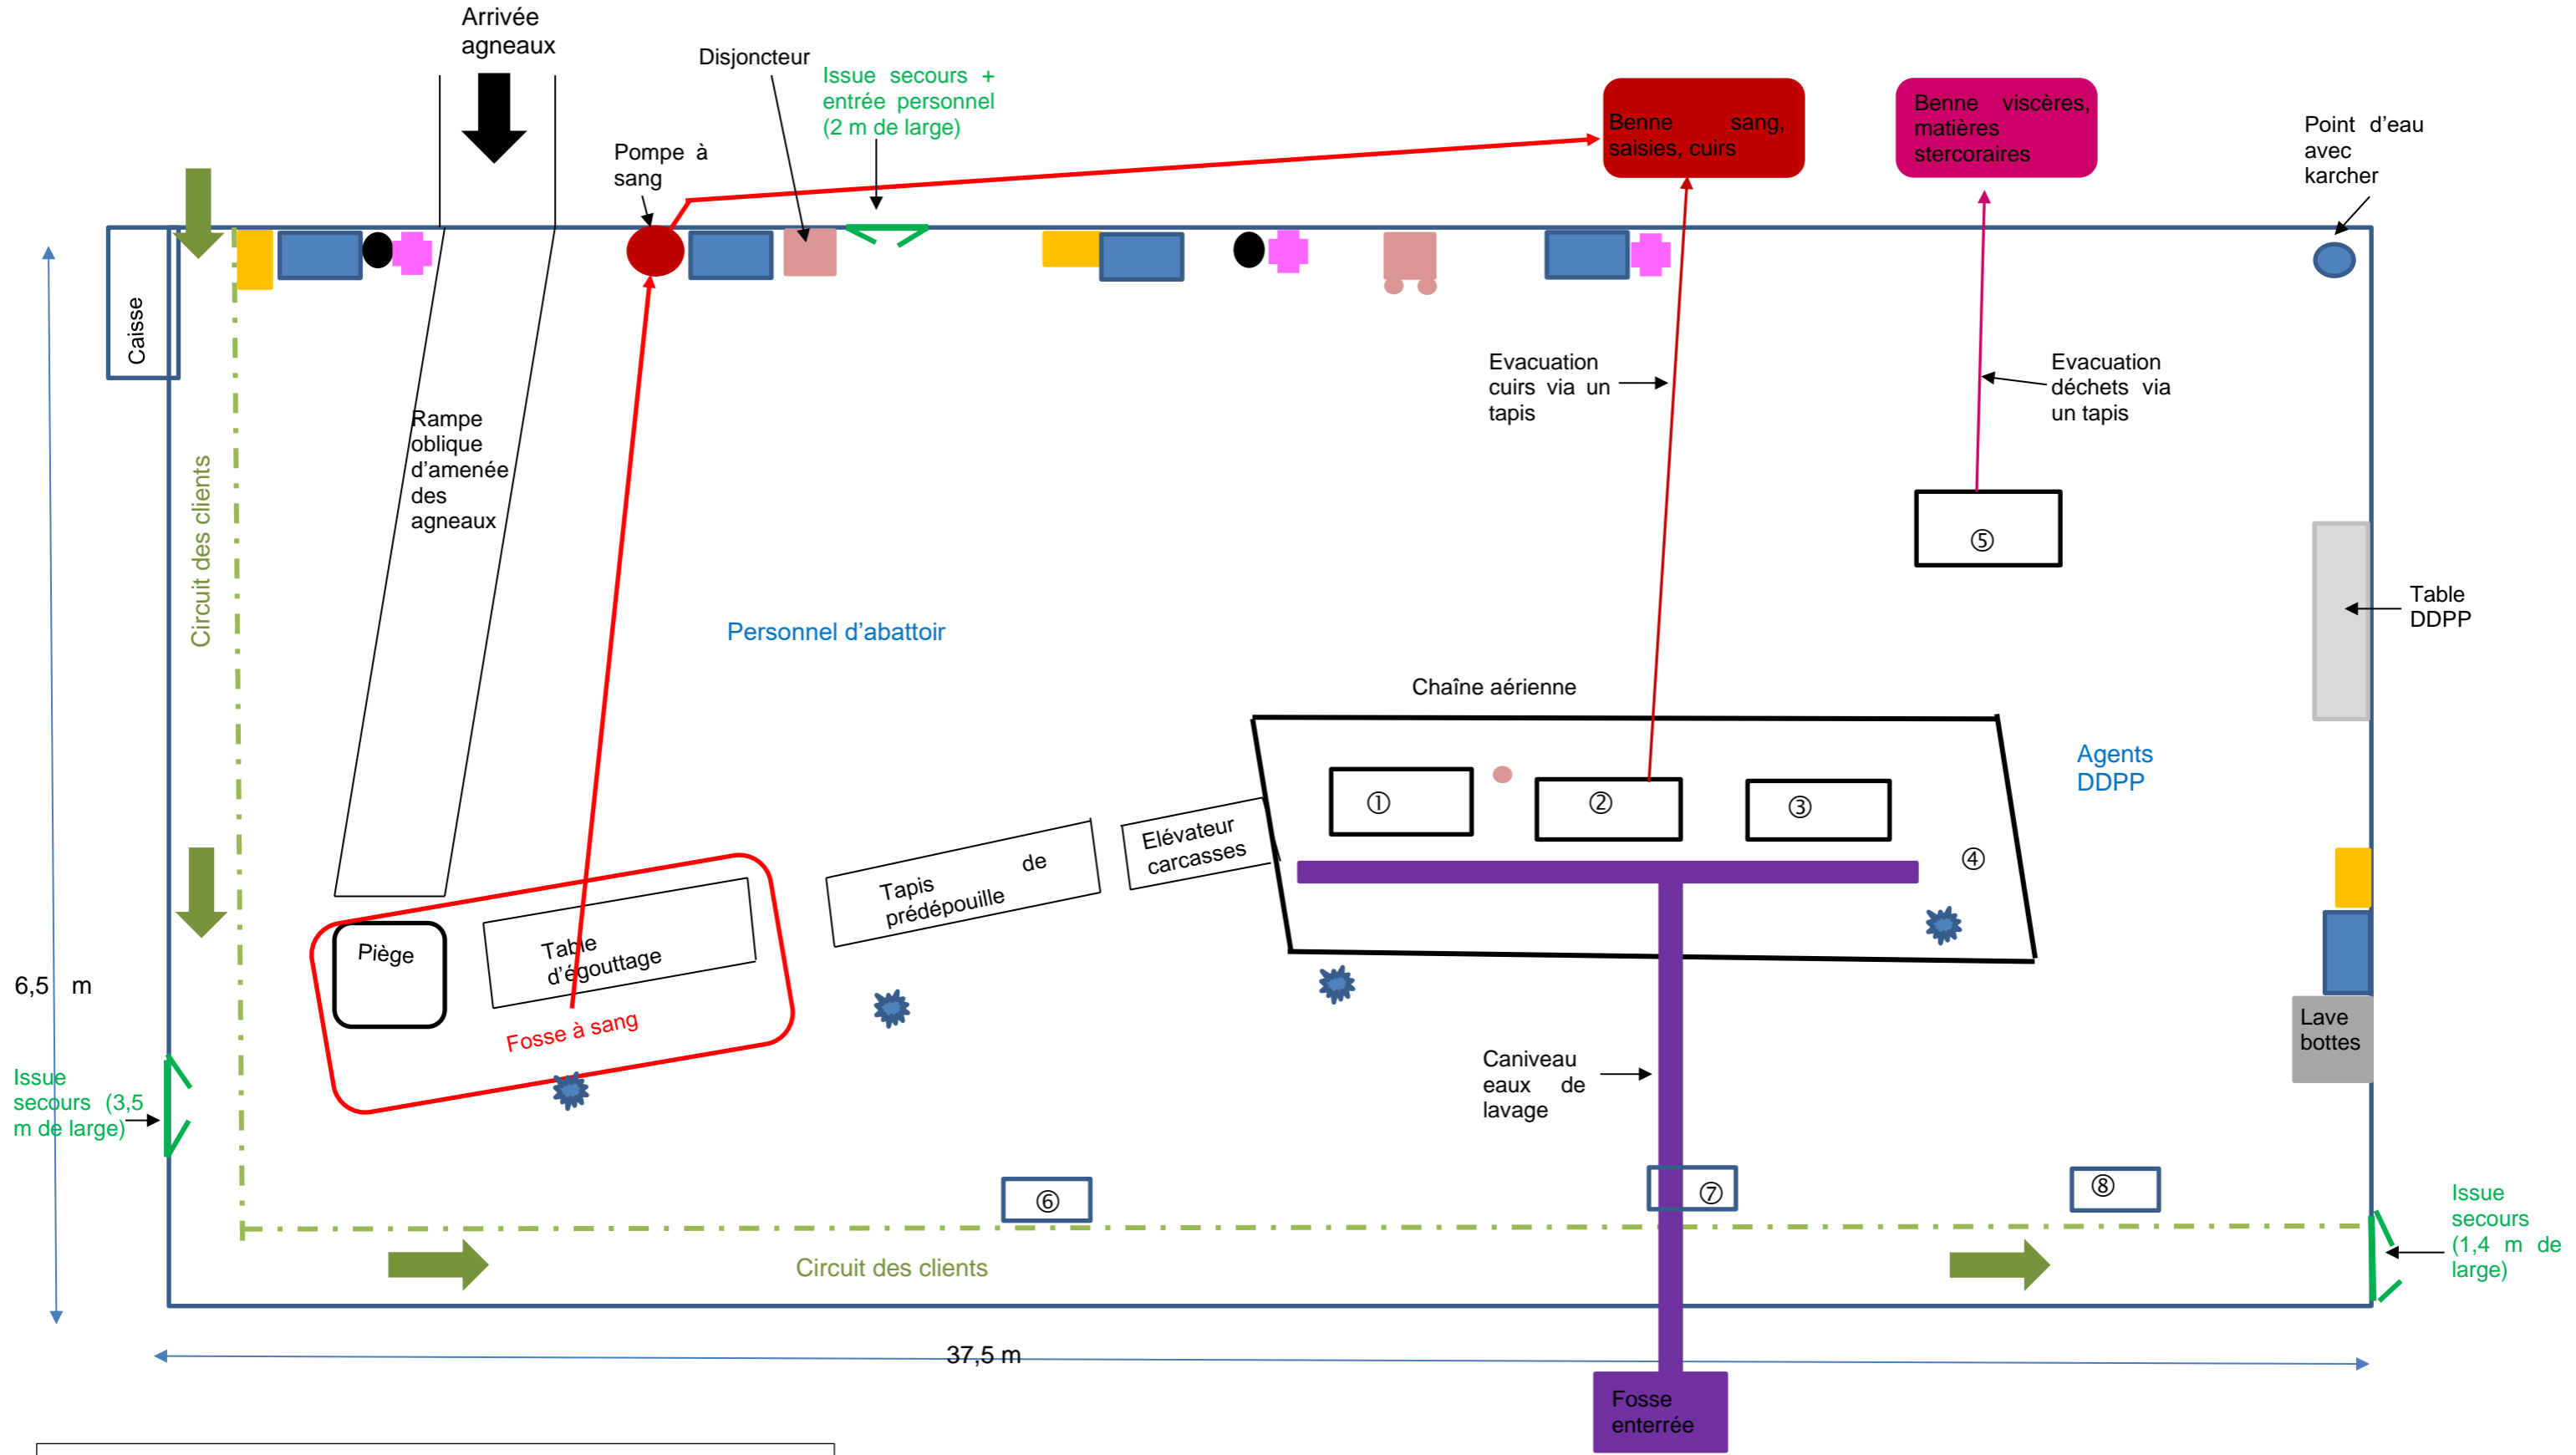 Arrivée
agneaux
Disjoncteur
Issue secours +
entrée personnel
(2 m de large)
Pompe à
sang
Benne sang,
saisies, cuirs
Benne viscères,
matières
stercoraires
Point d'eau
avec
karcher
Caisse
Circuit des clients
Rampe
oblique
d'amenée
des
agneaux
Evacuation
cuirs via un
tapis
Evacuation
déchets via
un tapis
⑤
Table
DDPP
Personnel d'abattoir
Chaîne aérienne
Agents
DDPP
①
②
③
④
Elévateur
carcasses
Tapis de
prédépouille
Piège
Table
d'égouttage
Fosse à sang
6,5 m
Lave
bottes
Caniveau
eaux de
lavage
Issue
secours (3,5
m de large)
⑥
⑦
⑧
Issue
secours
(1,4 m de
large)
Circuit des clients
37,5 m
Fosse
enterrée